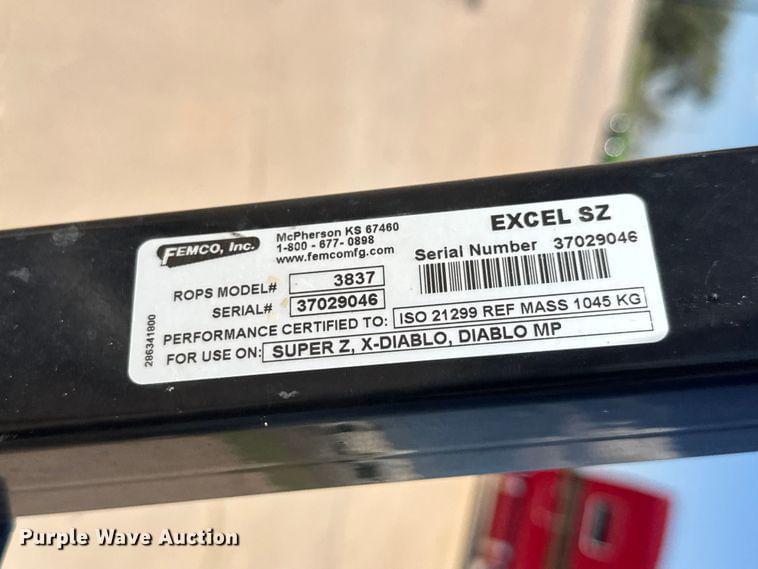 FEMCO, Inc.
McPherson KS 67460
1-800 - 677- 0898
www.femcomfg.com
EXCEL SZ
Serial Number 37029046
ROPS MODEL# 3837
SERIAL# 37029046
PERFORMANCE CERTIFIED TO: ISO 21299 REF MASS 1045 KG
FOR USE ON: SUPER Z, X-DIABLO, DIABLO MP
286341800
Purple Wave Auction